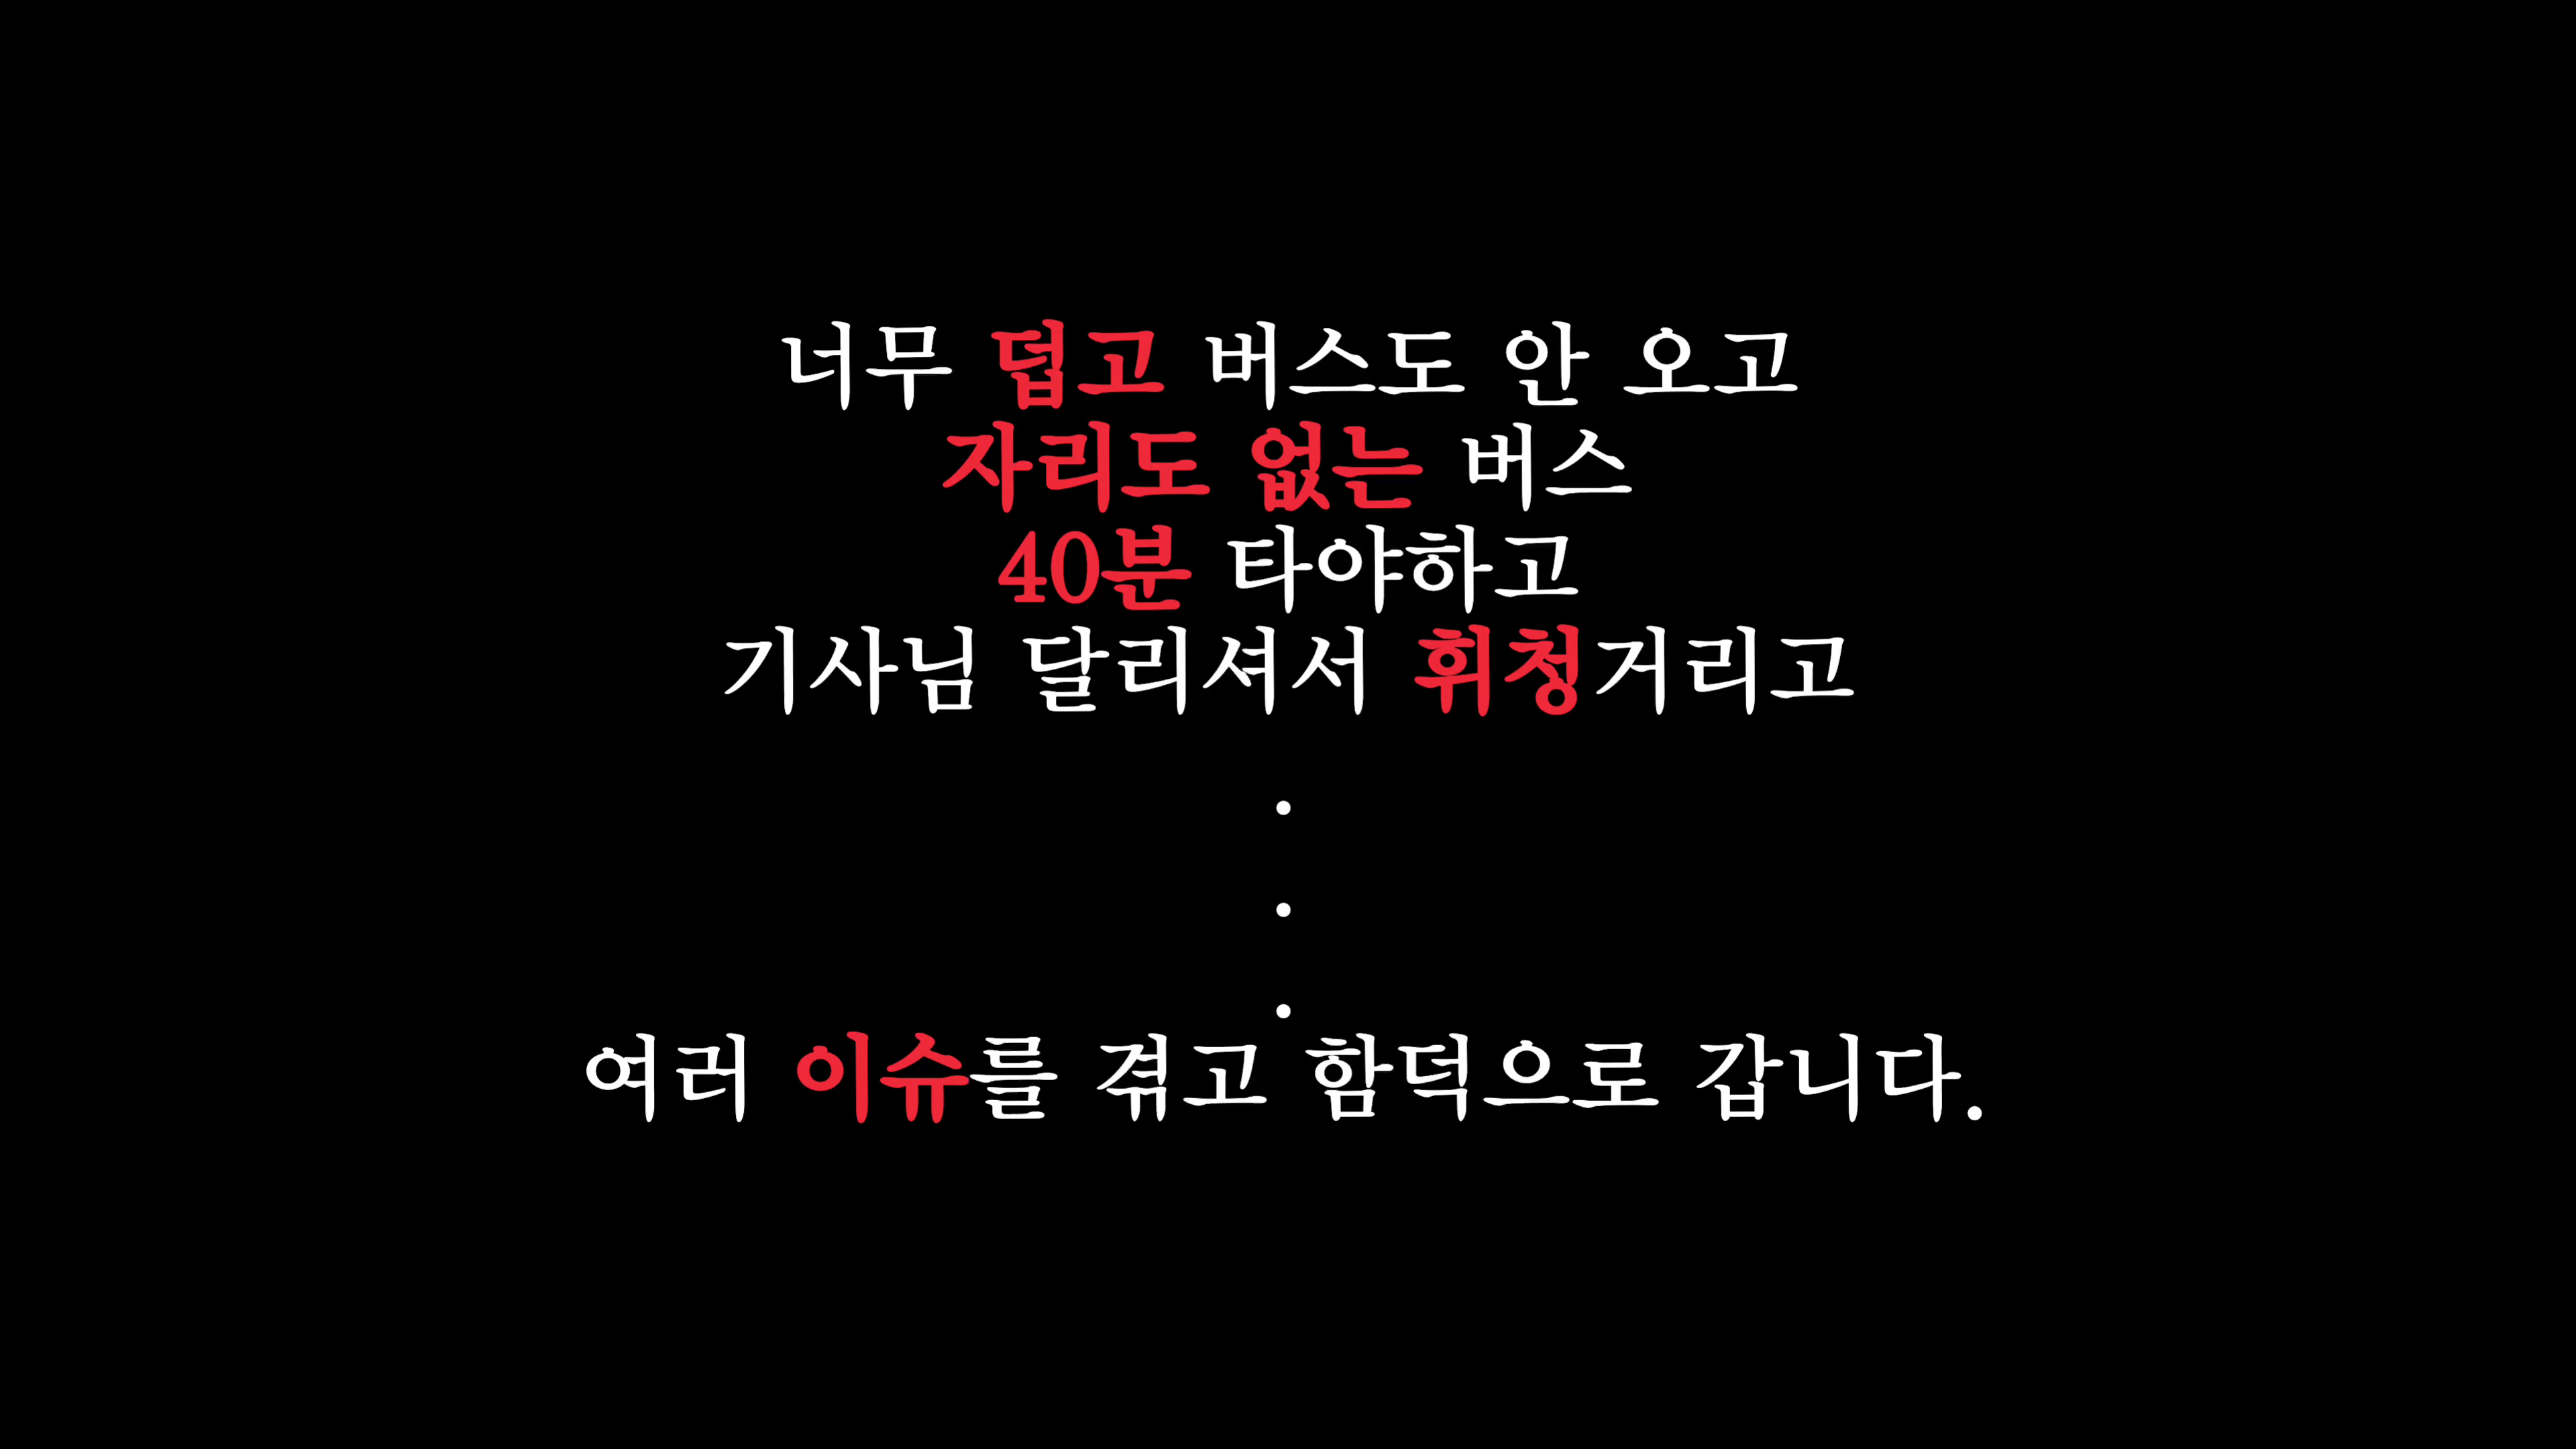 너무 덥고 버스도 안 오고
자리도 없는 버스
40분 타야하고
기사님 달리셔서 휘청거리고
.
.
.
여러 이슈를 겪고 함덕으로 갑니다.